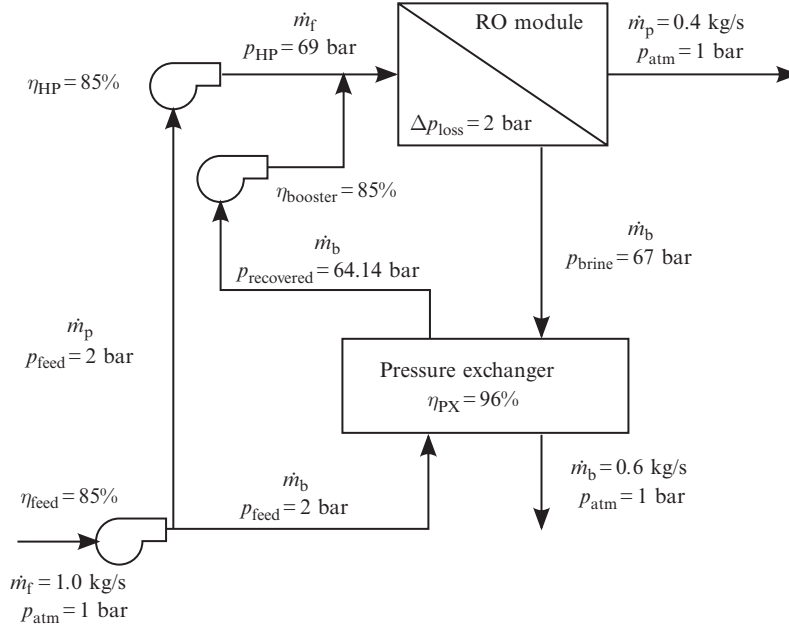 ṁf
pHP = 69 bar
ηHP = 85%
RO module
Δploss = 2 bar
ṁp = 0.4 kg/s
patm = 1 bar
ηbooster = 85%
ṁb
precovered = 64.14 bar
ṁb
pbrine = 67 bar
ṁp
pfeed = 2 bar
Pressure exchanger
ηPX = 96%
ηfeed = 85%
ṁb
pfeed = 2 bar
ṁb = 0.6 kg/s
patm = 1 bar
ṁf = 1.0 kg/s
patm = 1 bar